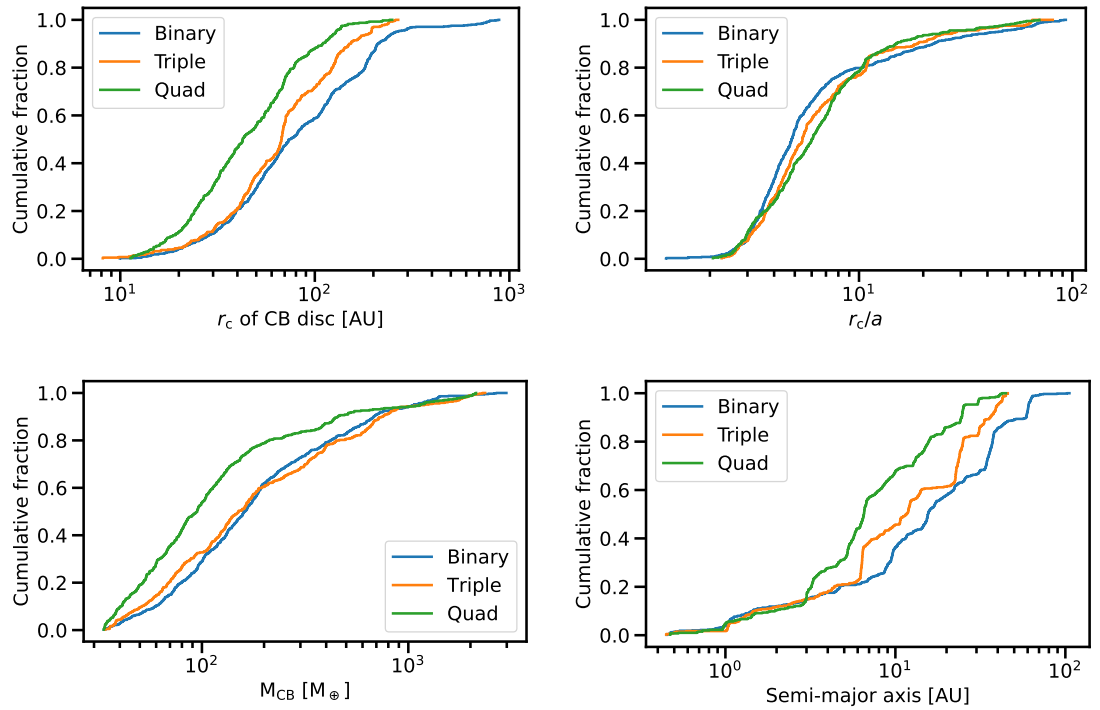 Cumulative fraction
1.0
0.8
0.6
0.4
0.2
0.0
Binary
Triple
Quad
10¹ 10² 10³
r_c of CB disc [AU]
Cumulative fraction
1.0
0.8
0.6
0.4
0.2
0.0
Binary
Triple
Quad
10¹ 10²
r_c/a
Cumulative fraction
1.0
0.8
0.6
0.4
0.2
0.0
Binary
Triple
Quad
10² 10³
M_CB [M_⊕]
Cumulative fraction
1.0
0.8
0.6
0.4
0.2
0.0
Binary
Triple
Quad
10⁰ 10¹ 10²
Semi-major axis [AU]